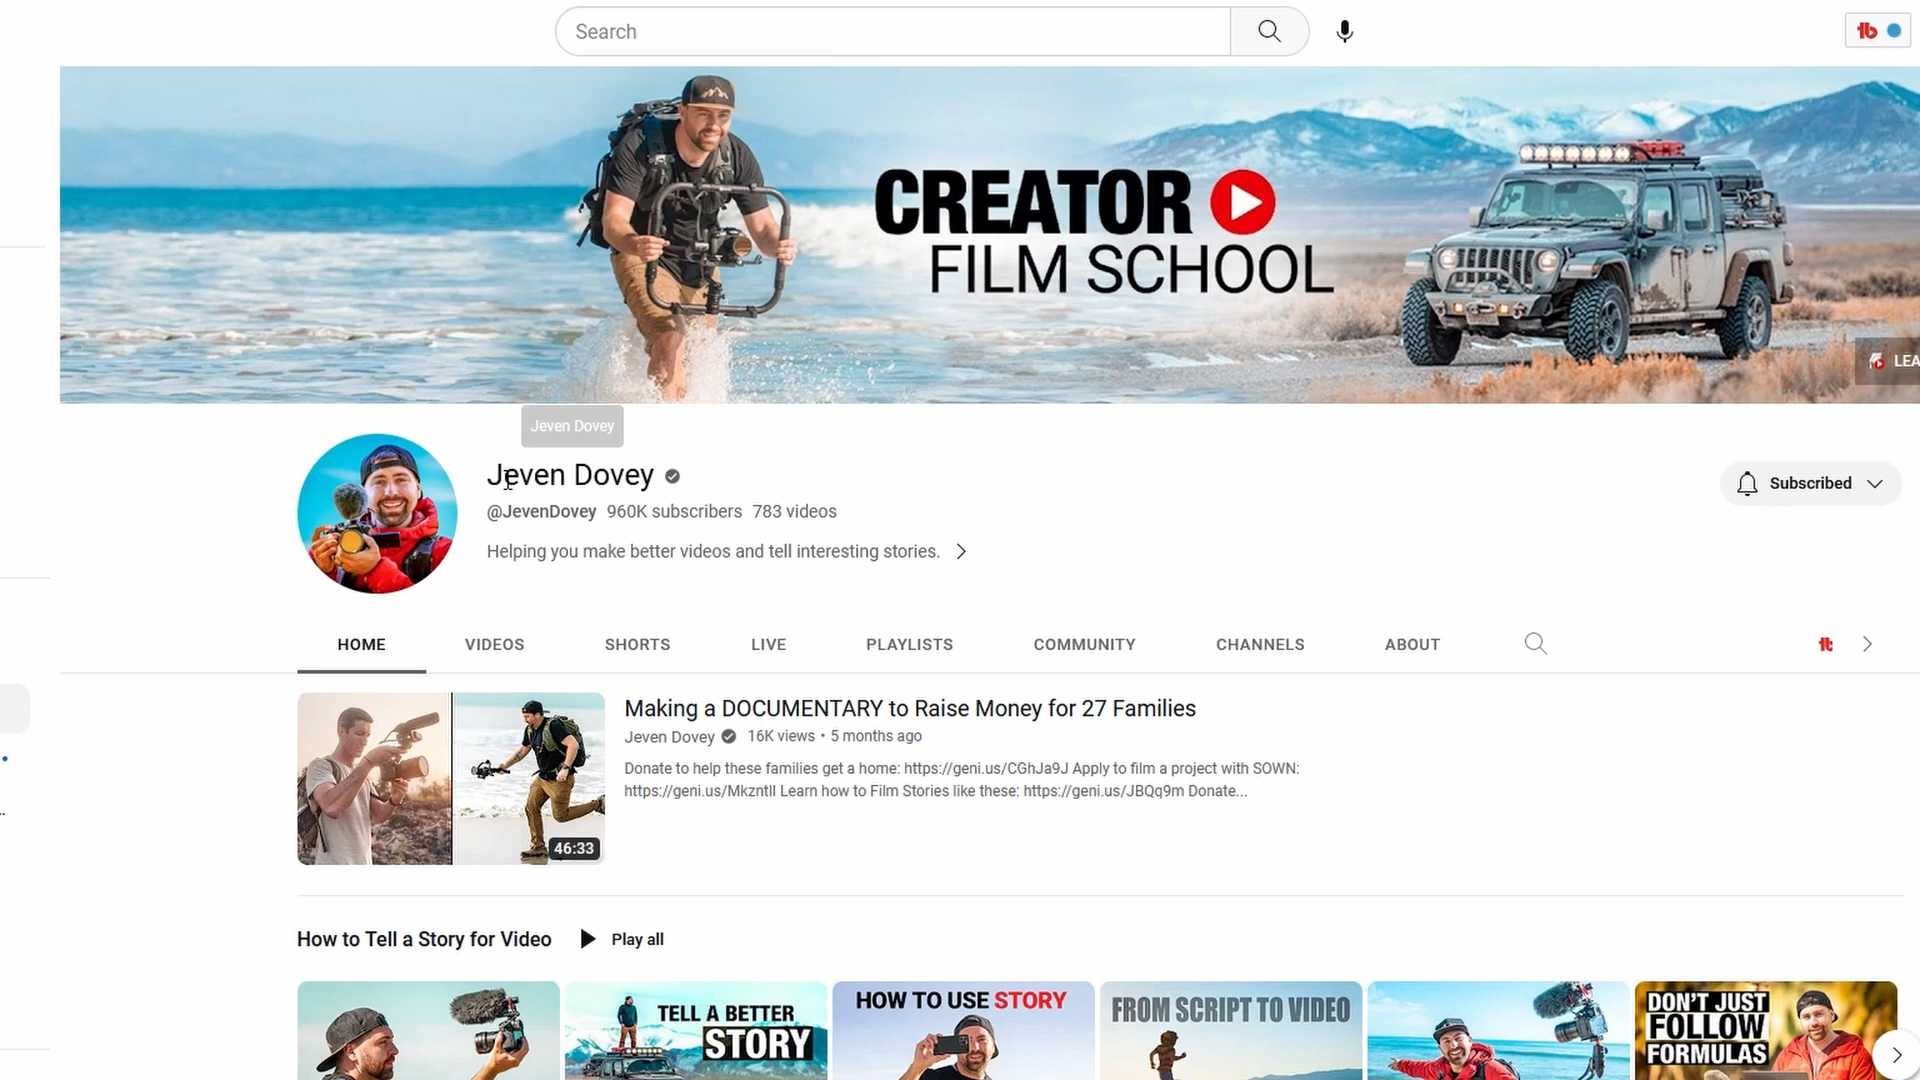 Search
tb
CREATOR
FILM SCHOOL
LEA
Jeven Dovey
Jeven Dovey
@JevenDovey 960K subscribers 783 videos
Helping you make better videos and tell interesting stories.
Subscribed
HOME VIDEOS SHORTS LIVE PLAYLISTS COMMUNITY CHANNELS ABOUT
Making a DOCUMENTARY to Raise Money for 27 Families
Jeven Dovey 16K views • 5 months ago
Donate to help these families get a home: https://geni.us/CGhJa9J Apply to film a project with SOWN:
https://geni.us/MkzntlI Learn how to Film Stories like these: https://geni.us/JBQq9m Donate...
46:33
How to Tell a Story for Video Play all
TELL A BETTER
STORY
HOW TO USE STORY
FROM SCRIPT TO VIDEO
DON'T JUST
FOLLOW
FORMULAS